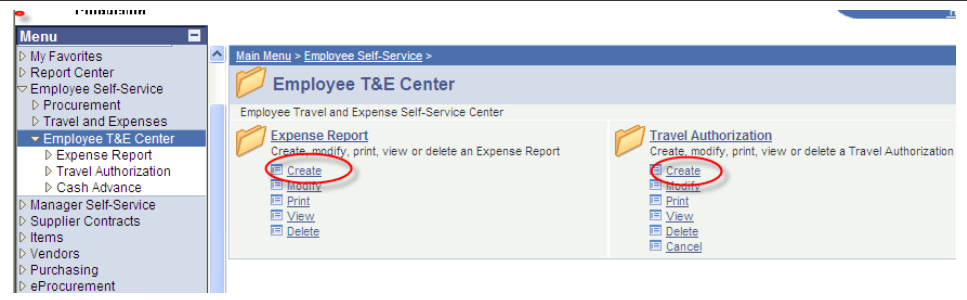 Menu
My Favorites
Report Center
Employee Self-Service
Procurement
Travel and Expenses
Employee T&E Center
Expense Report
Travel Authorization
Cash Advance
Manager Self-Service
Supplier Contracts
Items
Vendors
Purchasing
eProcurement
Main Menu > Employee Self-Service >
Employee T&E Center
Employee Travel and Expense Self-Service Center
Expense Report
Create, modify, print, view or delete an Expense Report
Create
Modify
Print
View
Delete
Travel Authorization
Create, modify, print, view or delete a Travel Authorization
Create
Modify
Print
View
Delete
Cancel